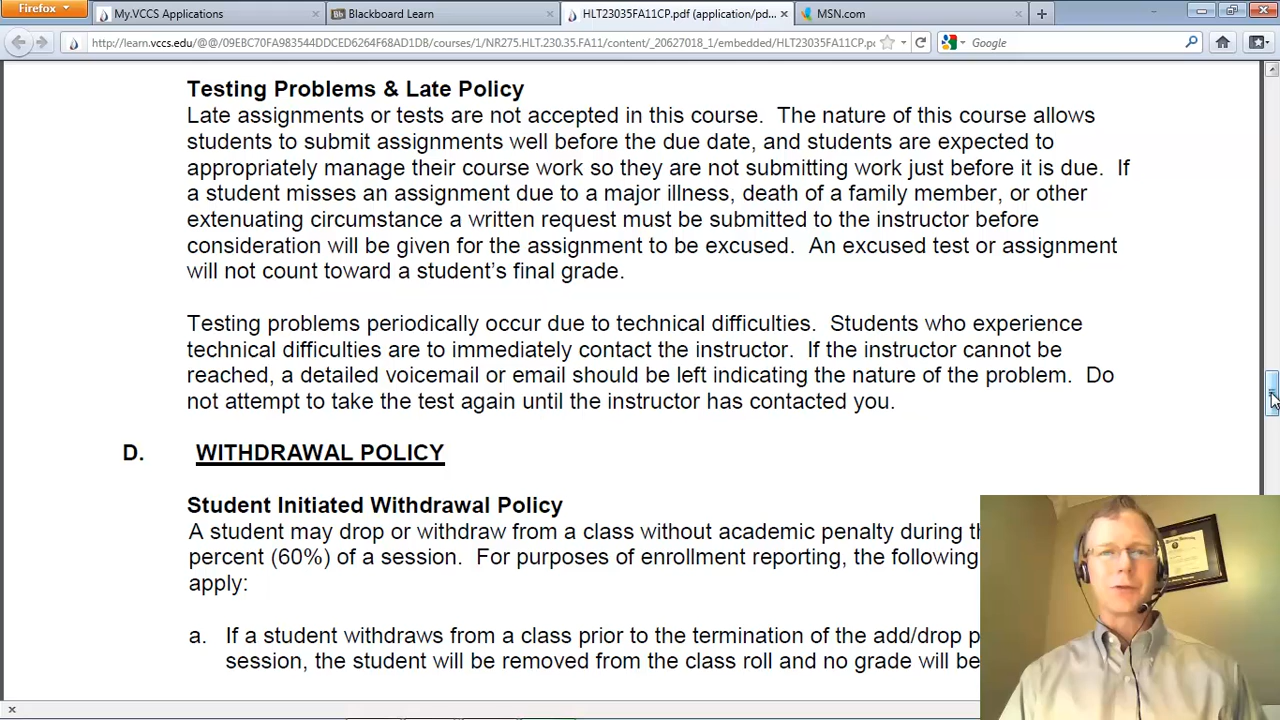 Firefox
My.VCCS Applications
Blackboard Learn
HLT23035FA11CP.pdf (application/pd...
MSN.com
http://learn.vccs.edu/@@/09EBC70FA983544DDCED6264F68AD1DB/courses/1/NR275.HLT.230.35.FA11/content/_20627018_1/embedded/HLT23035FA11CP.pc
Google
Testing Problems & Late Policy
Late assignments or tests are not accepted in this course. The nature of this course allows
students to submit assignments well before the due date, and students are expected to
appropriately manage their course work so they are not submitting work just before it is due. If
a student misses an assignment due to a major illness, death of a family member, or other
extenuating circumstance a written request must be submitted to the instructor before
consideration will be given for the assignment to be excused. An excused test or assignment
will not count toward a student's final grade.
Testing problems periodically occur due to technical difficulties. Students who experience
technical difficulties are to immediately contact the instructor. If the instructor cannot be
reached, a detailed voicemail or email should be left indicating the nature of the problem. Do
not attempt to take the test again until the instructor has contacted you.
D. WITHDRAWAL POLICY
Student Initiated Withdrawal Policy
A student may drop or withdraw from a class without academic penalty during th
percent (60%) of a session. For purposes of enrollment reporting, the following
apply:
a. If a student withdraws from a class prior to the termination of the add/drop p
session, the student will be removed from the class roll and no grade will be